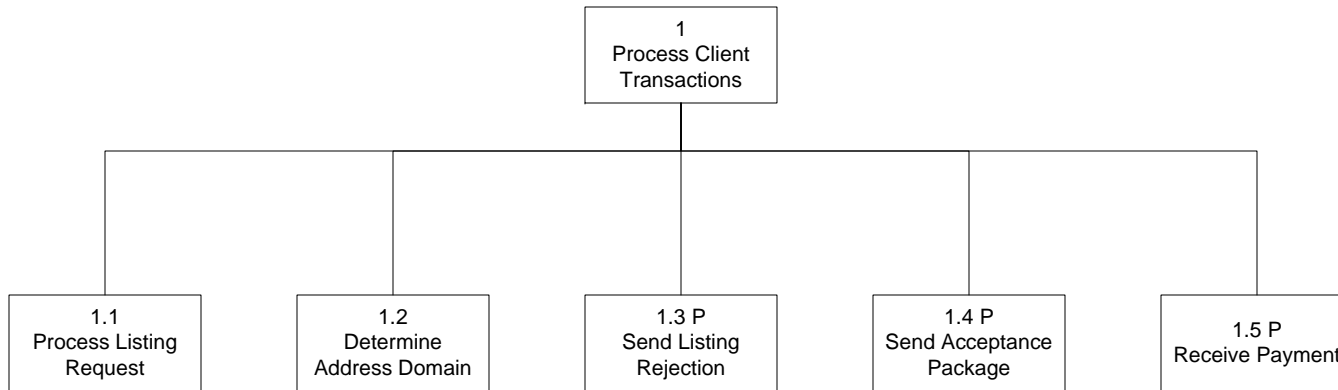 1
Process Client
Transactions
1.1
Process Listing
Request
1.2
Determine
Address Domain
1.3 P
Send Listing
Rejection
1.4 P
Send Acceptance
Package
1.5 P
Receive Payment